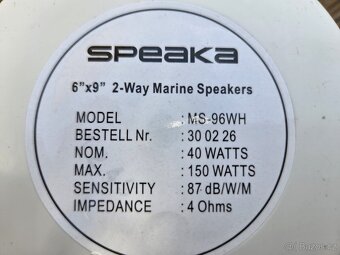 SPEAKA
6"x9" 2-Way Marine Speakers
MODEL : MS-96WH
BESTELL Nr. : 30 02 26
NOM. : 40 WATTS
MAX. : 150 WATTS
SENSITIVITY : 87 dB/W/M
IMPEDANCE : 4 Ohms